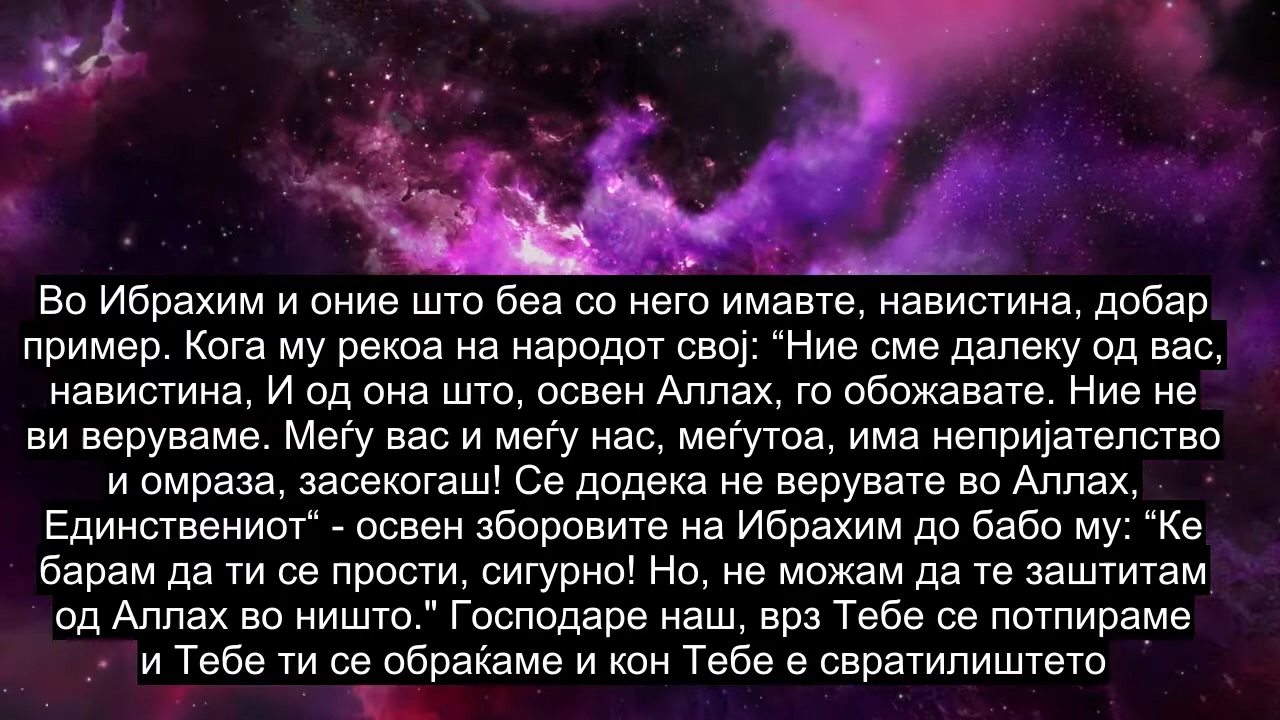 Во Ибрахим и оние што беа со него имавте, навистина, добар
пример. Кога му рекоа на народот свој: “Ние сме далеку од вас,
навистина, И од она што, освен Аллах, го обожавате. Ние не
ви веруваме. Меѓу вас и меѓу нас, меѓутоа, има непријателство
и омраза, засекогаш! Се додека не верувате во Аллах,
Единствениот“ - освен зборовите на Ибрахим до бабо му: “Ке
барам да ти се прости, сигурно! Но, не можам да те заштитам
од Аллах во ништо." Господаре наш, врз Тебе се потпираме
и Тебе ти се обраќаме и кон Тебе е свратилиштето